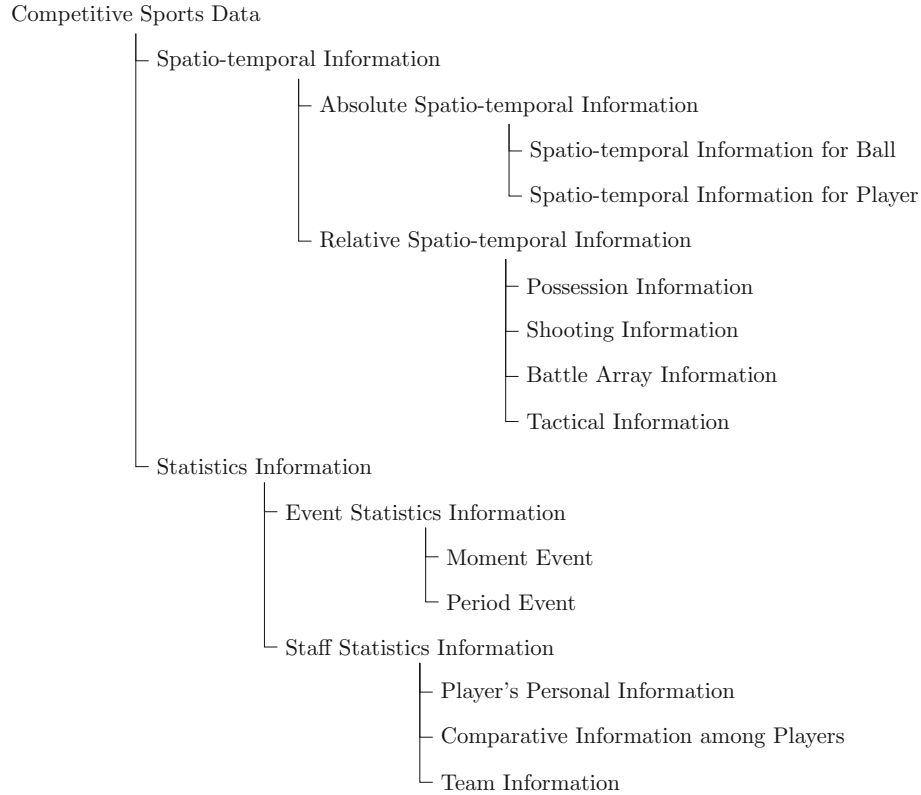 Competitive Sports Data
Spatio-temporal Information
Absolute Spatio-temporal Information
Spatio-temporal Information for Ball
Spatio-temporal Information for Player
Relative Spatio-temporal Information
Possession Information
Shooting Information
Battle Array Information
Tactical Information
Statistics Information
Event Statistics Information
Moment Event
Period Event
Staff Statistics Information
Player's Personal Information
Comparative Information among Players
Team Information